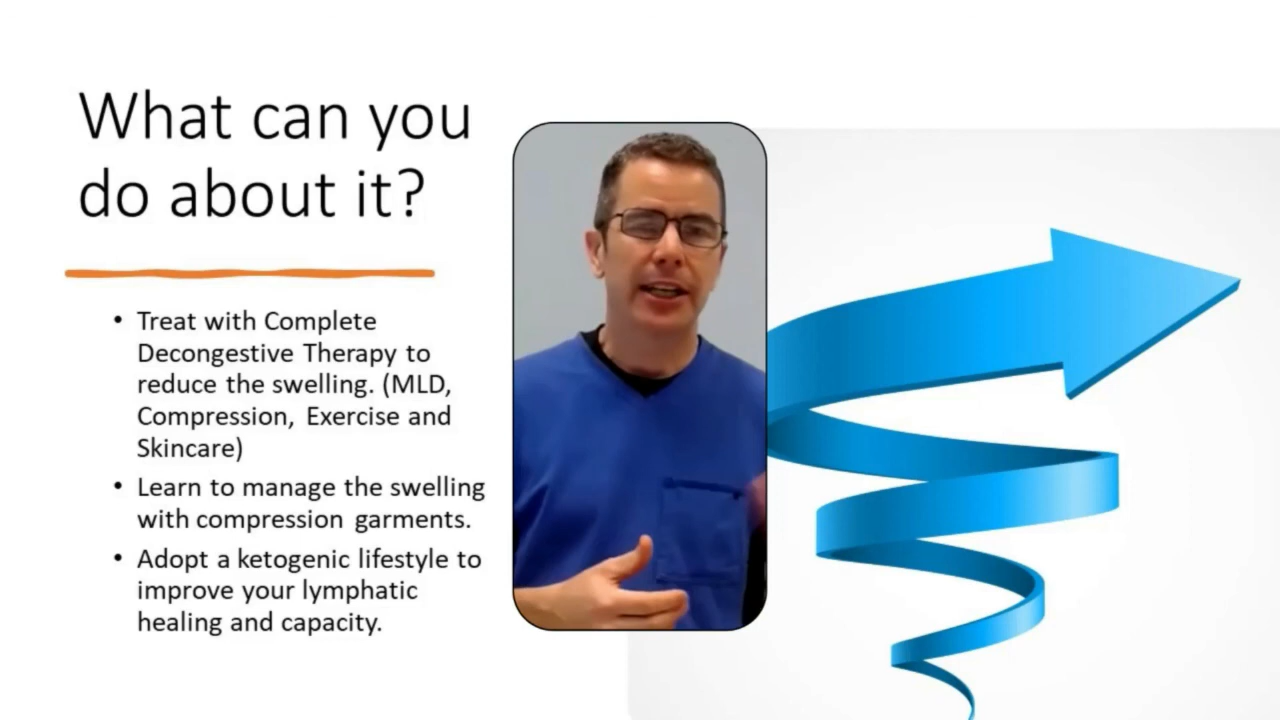 What can you
do about it?
• Treat with Complete
Decongestive Therapy to
reduce the swelling. (MLD,
Compression, Exercise and
Skincare)
• Learn to manage the swelling
with compression garments.
• Adopt a ketogenic lifestyle to
improve your lymphatic
healing and capacity.